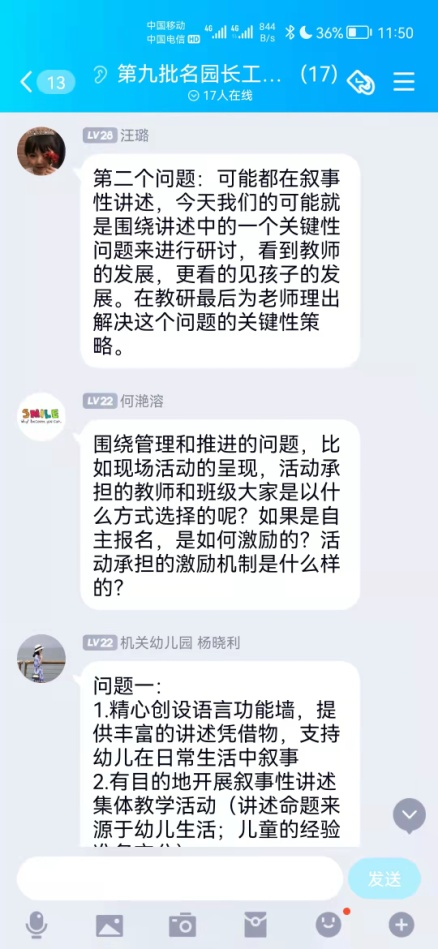 中国移动
中国电信 HD
4G 4G 844 B/s 36% 11:50
13 第九批名园长工... (17)
17人在线
LV28 汪璐
第二个问题：可能都在叙事
性讲述，今天我们的可能就
是围绕讲述中的一个关键性
问题来进行研讨，看到教师
的发展，更看的见孩子的发
展。在教研最后为老师理出
解决这个问题的关键性策
略。
SMILE
LV22 何滟溶
围绕管理和推进的问题，比
如现场活动的呈现，活动承
担的教师和班级大家是以什
么方式选择的呢？如果是自
主报名，是如何激励的？活
动承担的激励机制是什么样
的？
LV22 机关幼儿园 杨晓利
问题一：
1.精心创设语言功能墙，提
供丰富的讲述凭借物，支持
幼儿在日常生活中叙事
2.有目的地开展叙事性讲述
集体教学活动（讲述命题来
源于幼儿生活；儿童的经验
发送